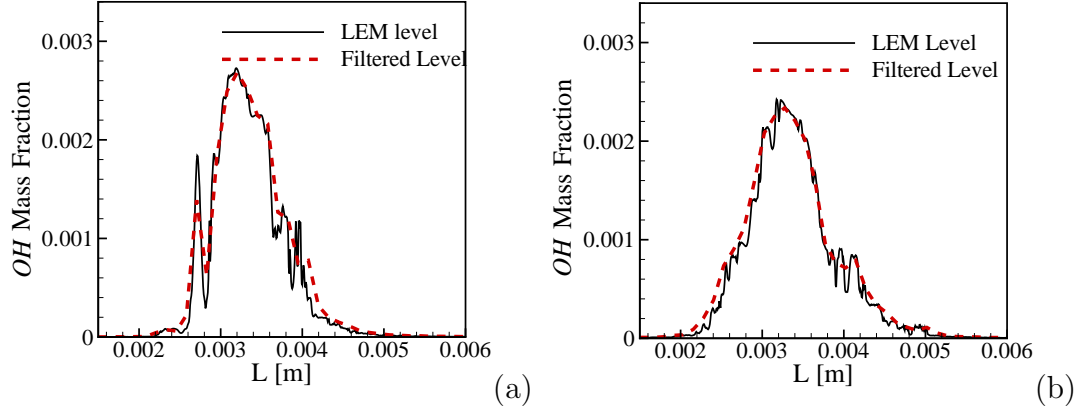 LEM level
Filtered Level
OH Mass Fraction
0.003
0.002
0.001
0
0.002 0.003 0.004 0.005 0.006
L [m]
(a)
LEM Level
Filtered Level
OH Mass Fraction
0.003
0.002
0.001
0
0.002 0.003 0.004 0.005 0.006
L [m]
(b)